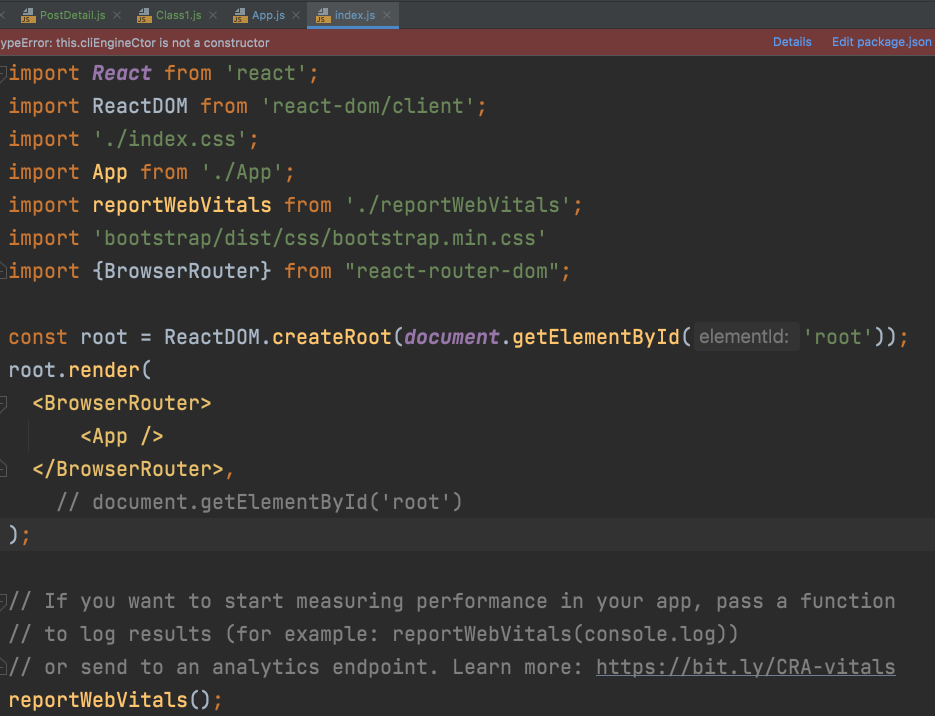 PostDetail.js Class1.js App.js index.js
ypeError: this.cliEngineCtor is not a constructor Details Edit package.json
import React from 'react';
import ReactDOM from 'react-dom/client';
import './index.css';
import App from './App';
import reportWebVitals from './reportWebVitals';
import 'bootstrap/dist/css/bootstrap.min.css'
import {BrowserRouter} from "react-router-dom";
const root = ReactDOM.createRoot(document.getElementById( elementId: 'root'));
root.render(
<BrowserRouter>
<App />
</BrowserRouter>,
// document.getElementById('root')
);
// If you want to start measuring performance in your app, pass a function
// to log results (for example: reportWebVitals(console.log))
// or send to an analytics endpoint. Learn more: https://bit.ly/CRA-vitals
reportWebVitals();